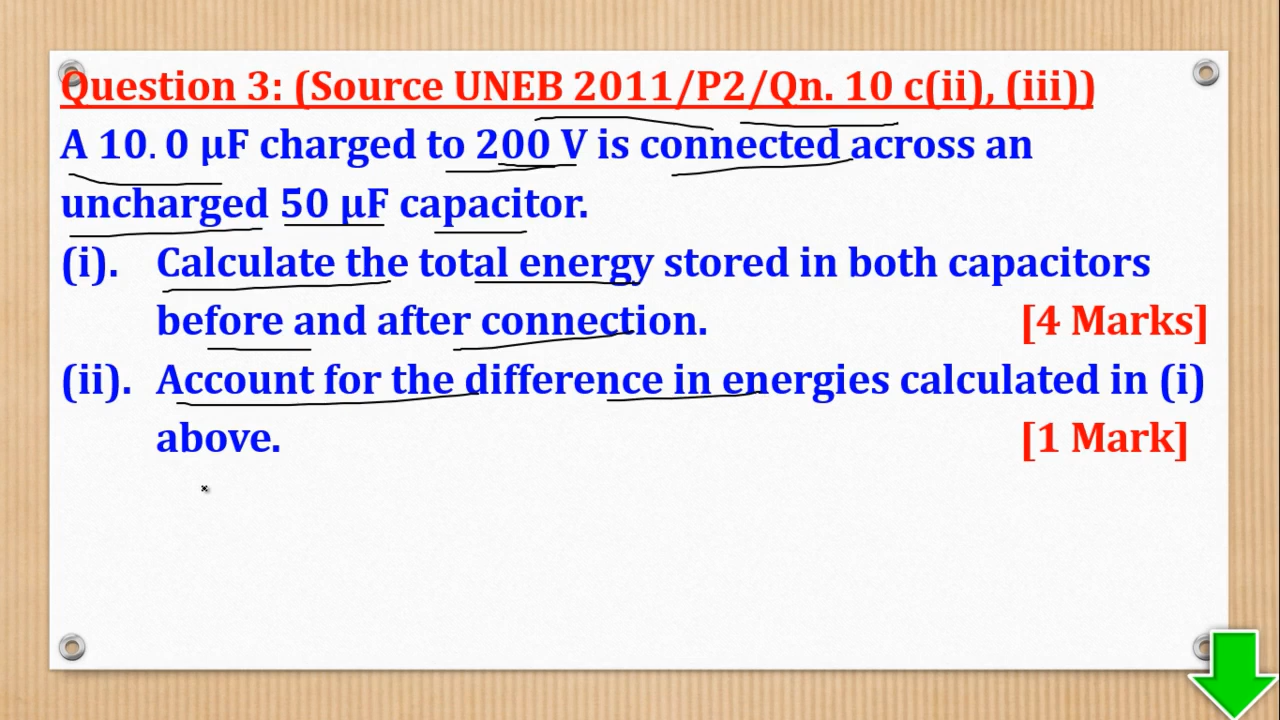 Question 3: (Source UNEB 2011/P2/Qn. 10 c(ii), (iii))
A 10.0 μF charged to 200 V is connected across an
uncharged 50 μF capacitor.
(i). Calculate the total energy stored in both capacitors
before and after connection. [4 Marks]
(ii). Account for the difference in energies calculated in (i)
above. [1 Mark]